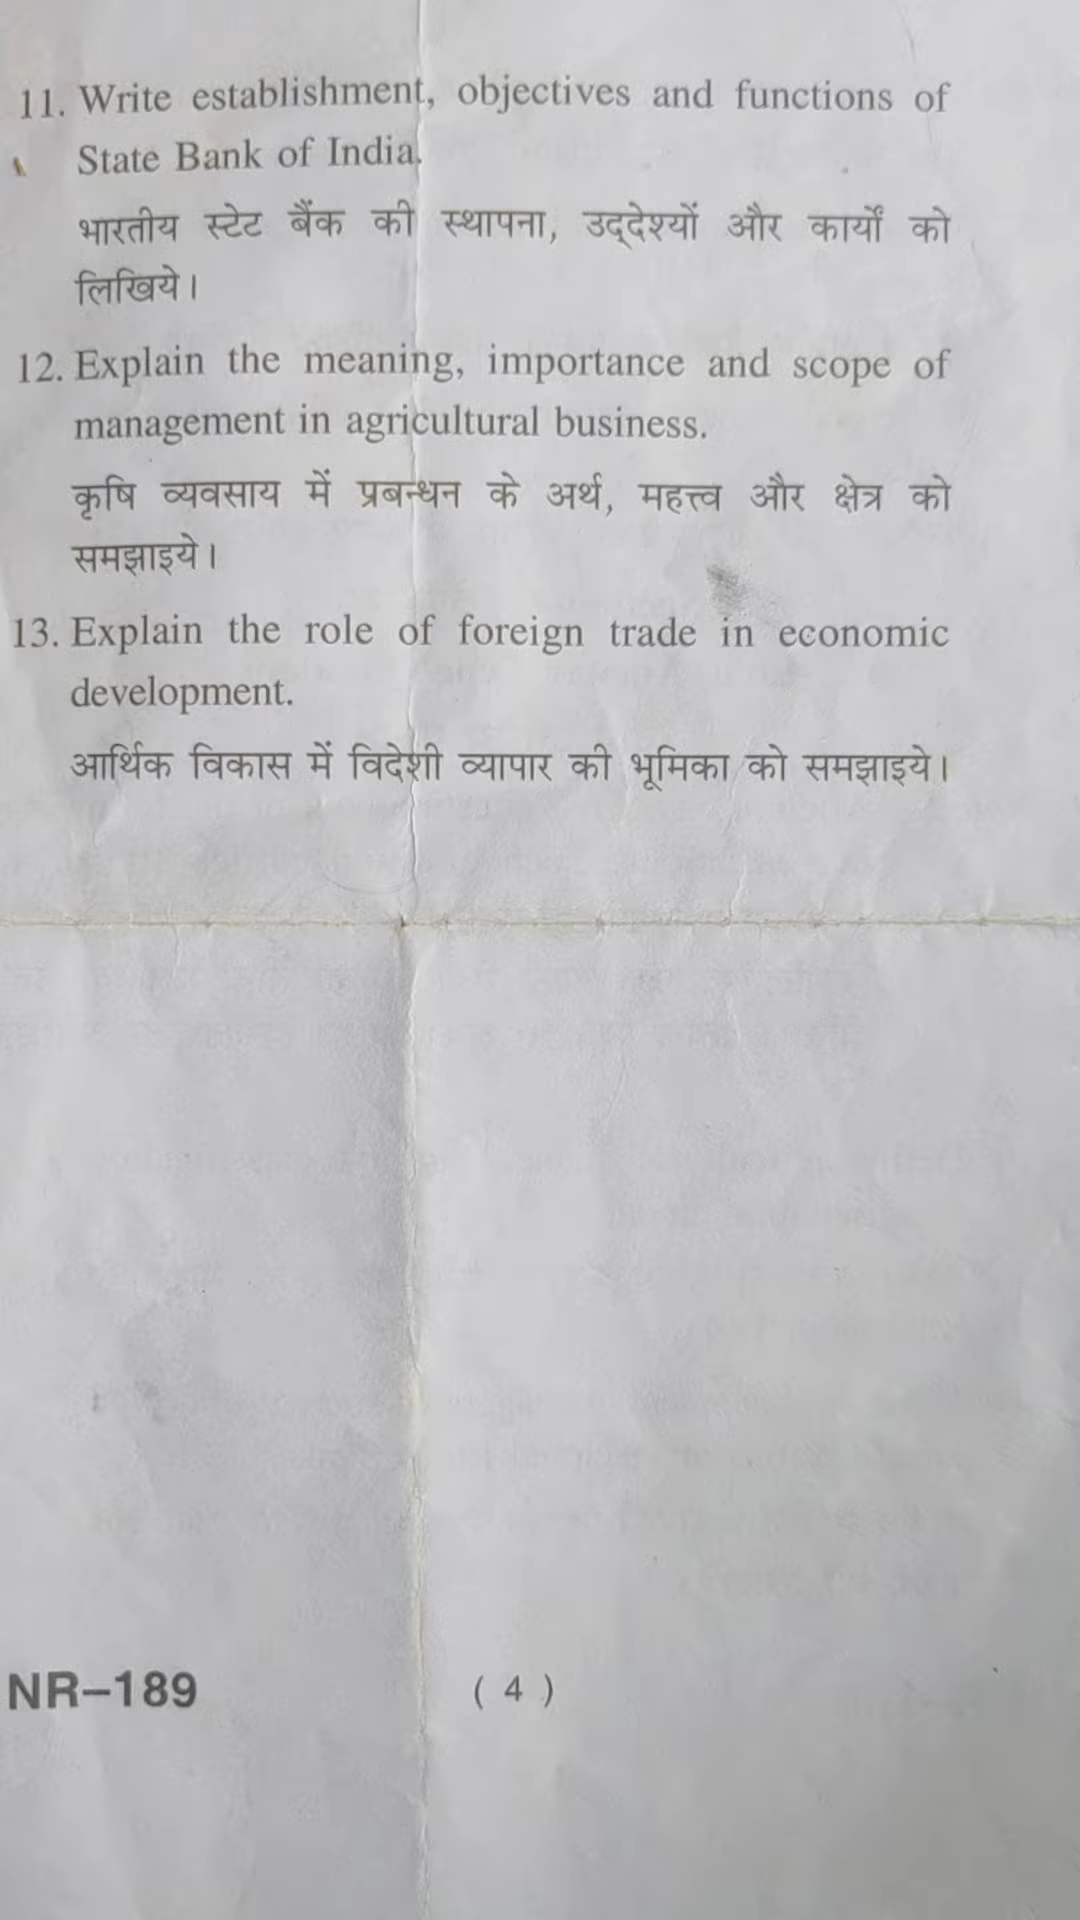 11. Write establishment, objectives and functions of
State Bank of India.
भारतीय स्टेट बैंक की स्थापना, उद्देश्यों और कार्यों को
लिखिये।
12. Explain the meaning, importance and scope of
management in agricultural business.
कृषि व्यवसाय में प्रबन्धन के अर्थ, महत्त्व और क्षेत्र को
समझाइये।
13. Explain the role of foreign trade in economic
development.
आर्थिक विकास में विदेशी व्यापार की भूमिका को समझाइये।
NR–189 ( 4 )